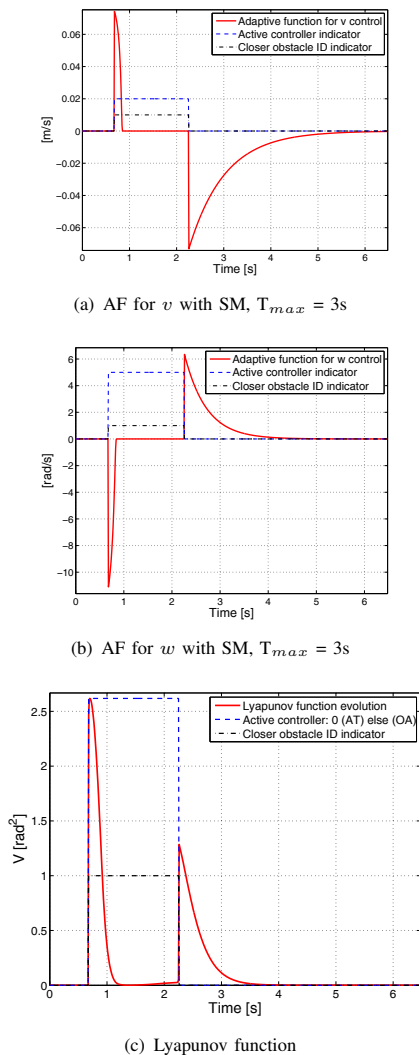 Adaptive function for v control
Active controller indicator
Closer obstacle ID indicator
0.06
0.04
0.02
0
−0.02
−0.04
−0.06
[m/s]
0 1 2 3 4 5 6
Time [s]
(a) AF for v with SM, Tmax = 3s
Adaptive function for w control
Active controller indicator
Closer obstacle ID indicator
6
4
2
0
−2
−4
−6
−8
−10
[rad/s]
0 1 2 3 4 5 6
Time [s]
(b) AF for w with SM, Tmax = 3s
Lyapunov function evolution
Active controller: 0 (AT) else (OA)
Closer obstacle ID indicator
2.5
2
1.5
1
0.5
0
V [rad²]
0 1 2 3 4 5 6
Time [s]
(c) Lyapunov function